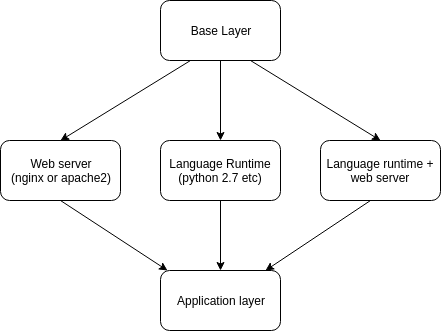 Base Layer
Web server
(nginx or apache2)
Language Runtime
(python 2.7 etc)
Language runtime +
web server
Application layer